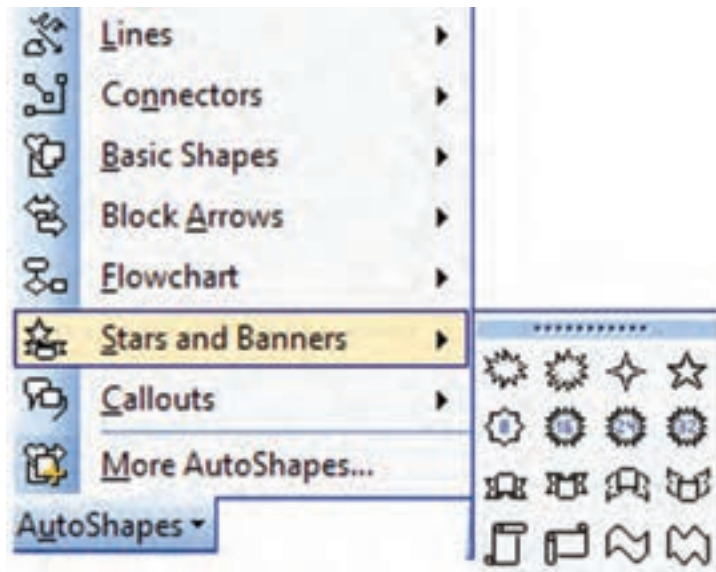 Lines
Connectors
Basic Shapes
Block Arrows
Flowchart
Stars and Banners
Callouts
More AutoShapes...
AutoShapes
8 16 24 32